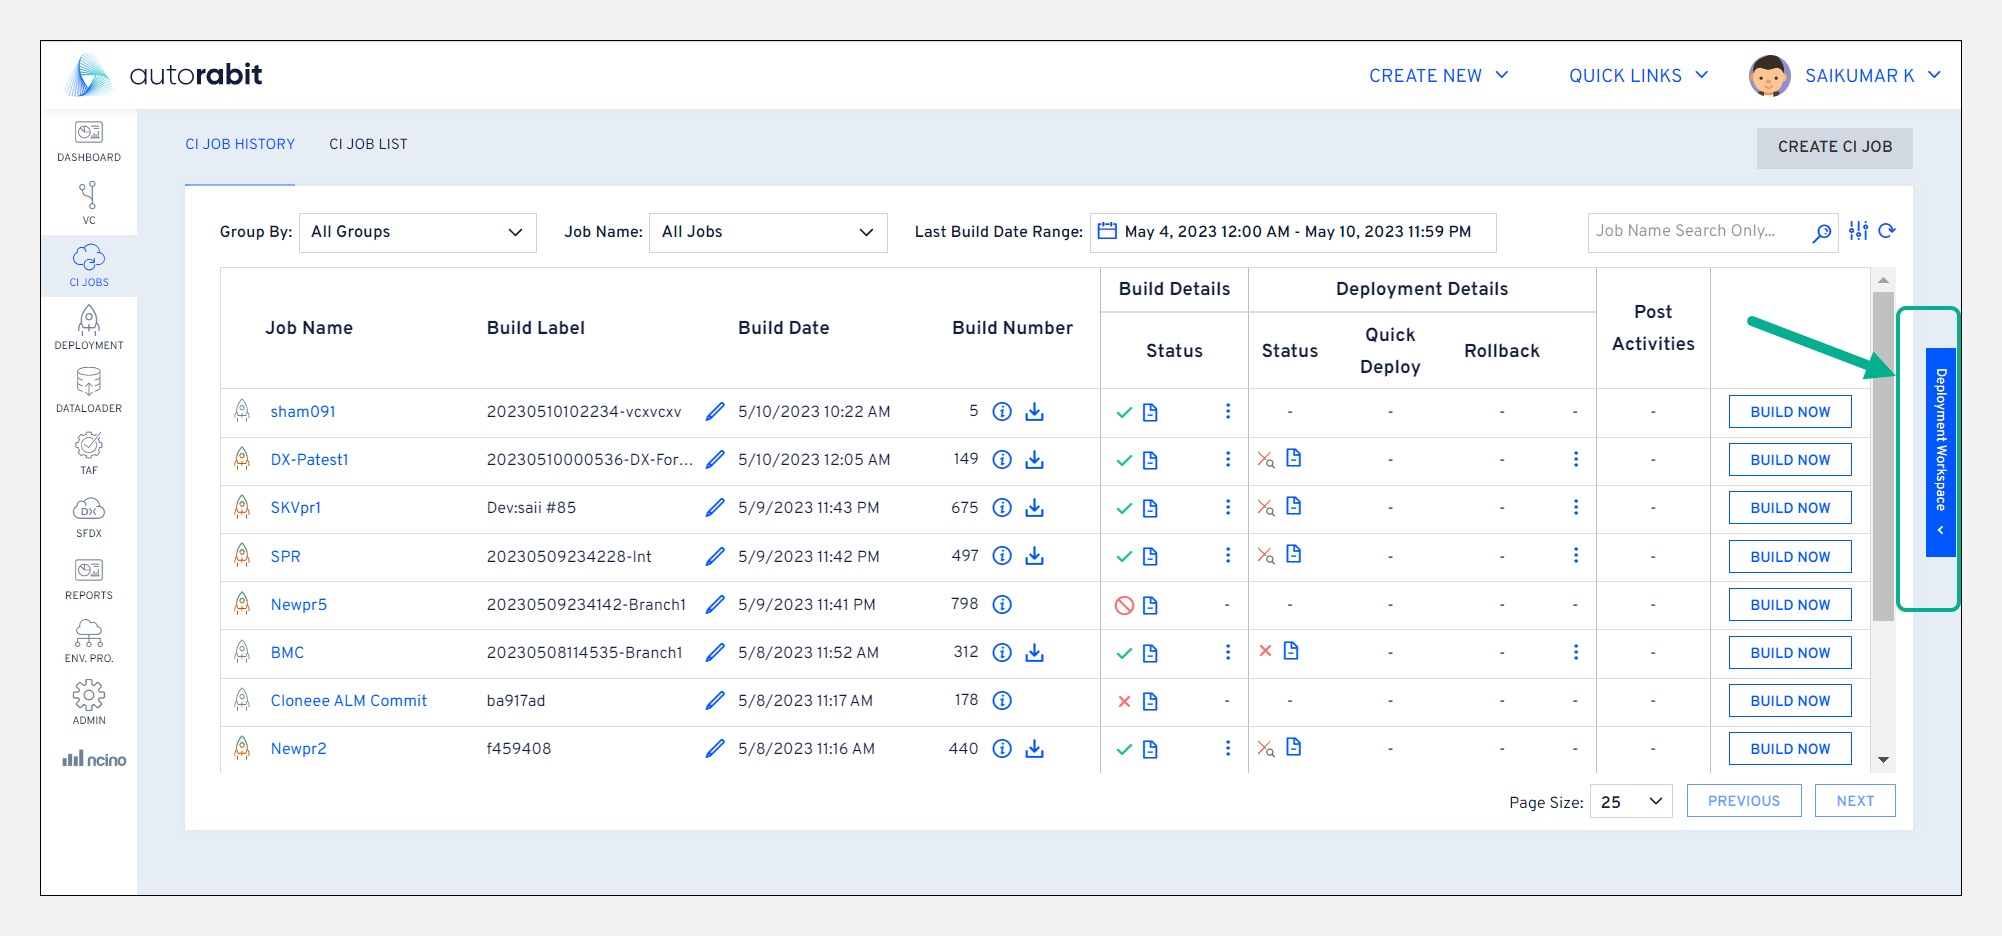 autorabit
CREATE NEW
QUICK LINKS
SAIKUMAR K
DASHBOARD
VC
CI JOBS
DEPLOYMENT
DATALOADER
TAF
DX
SFDX
REPORTS
ENV. PRO.
ADMIN
ncino
CI JOB HISTORY CI JOB LIST
CREATE CI JOB
Group By: All Groups Job Name: All Jobs Last Build Date Range: May 4, 2023 12:00 AM - May 10, 2023 11:59 PM Job Name Search Only...
Build Details Deployment Details
Job Name Build Label Build Date Build Number Status Status Quick Deploy Rollback Post Activities
sham091 20230510102234-vcxvcxv 5/10/2023 10:22 AM 5 - - - - - BUILD NOW
DX-Patest1 20230510000536-DX-For... 5/10/2023 12:05 AM 149 - - - BUILD NOW
SKVpr1 Dev:saii #85 5/9/2023 11:43 PM 675 - - - BUILD NOW
SPR 20230509234228-Int 5/9/2023 11:42 PM 497 - - - BUILD NOW
Newpr5 20230509234142-Branch1 5/9/2023 11:41 PM 798 - - - - - - BUILD NOW
BMC 20230508114535-Branch1 5/8/2023 11:52 AM 312 - - - BUILD NOW
Cloneee ALM Commit ba917ad 5/8/2023 11:17 AM 178 - - - - - - BUILD NOW
Newpr2 f459408 5/8/2023 11:16 AM 440 - - - BUILD NOW
Page Size: 25 PREVIOUS NEXT
Deployment Workspace